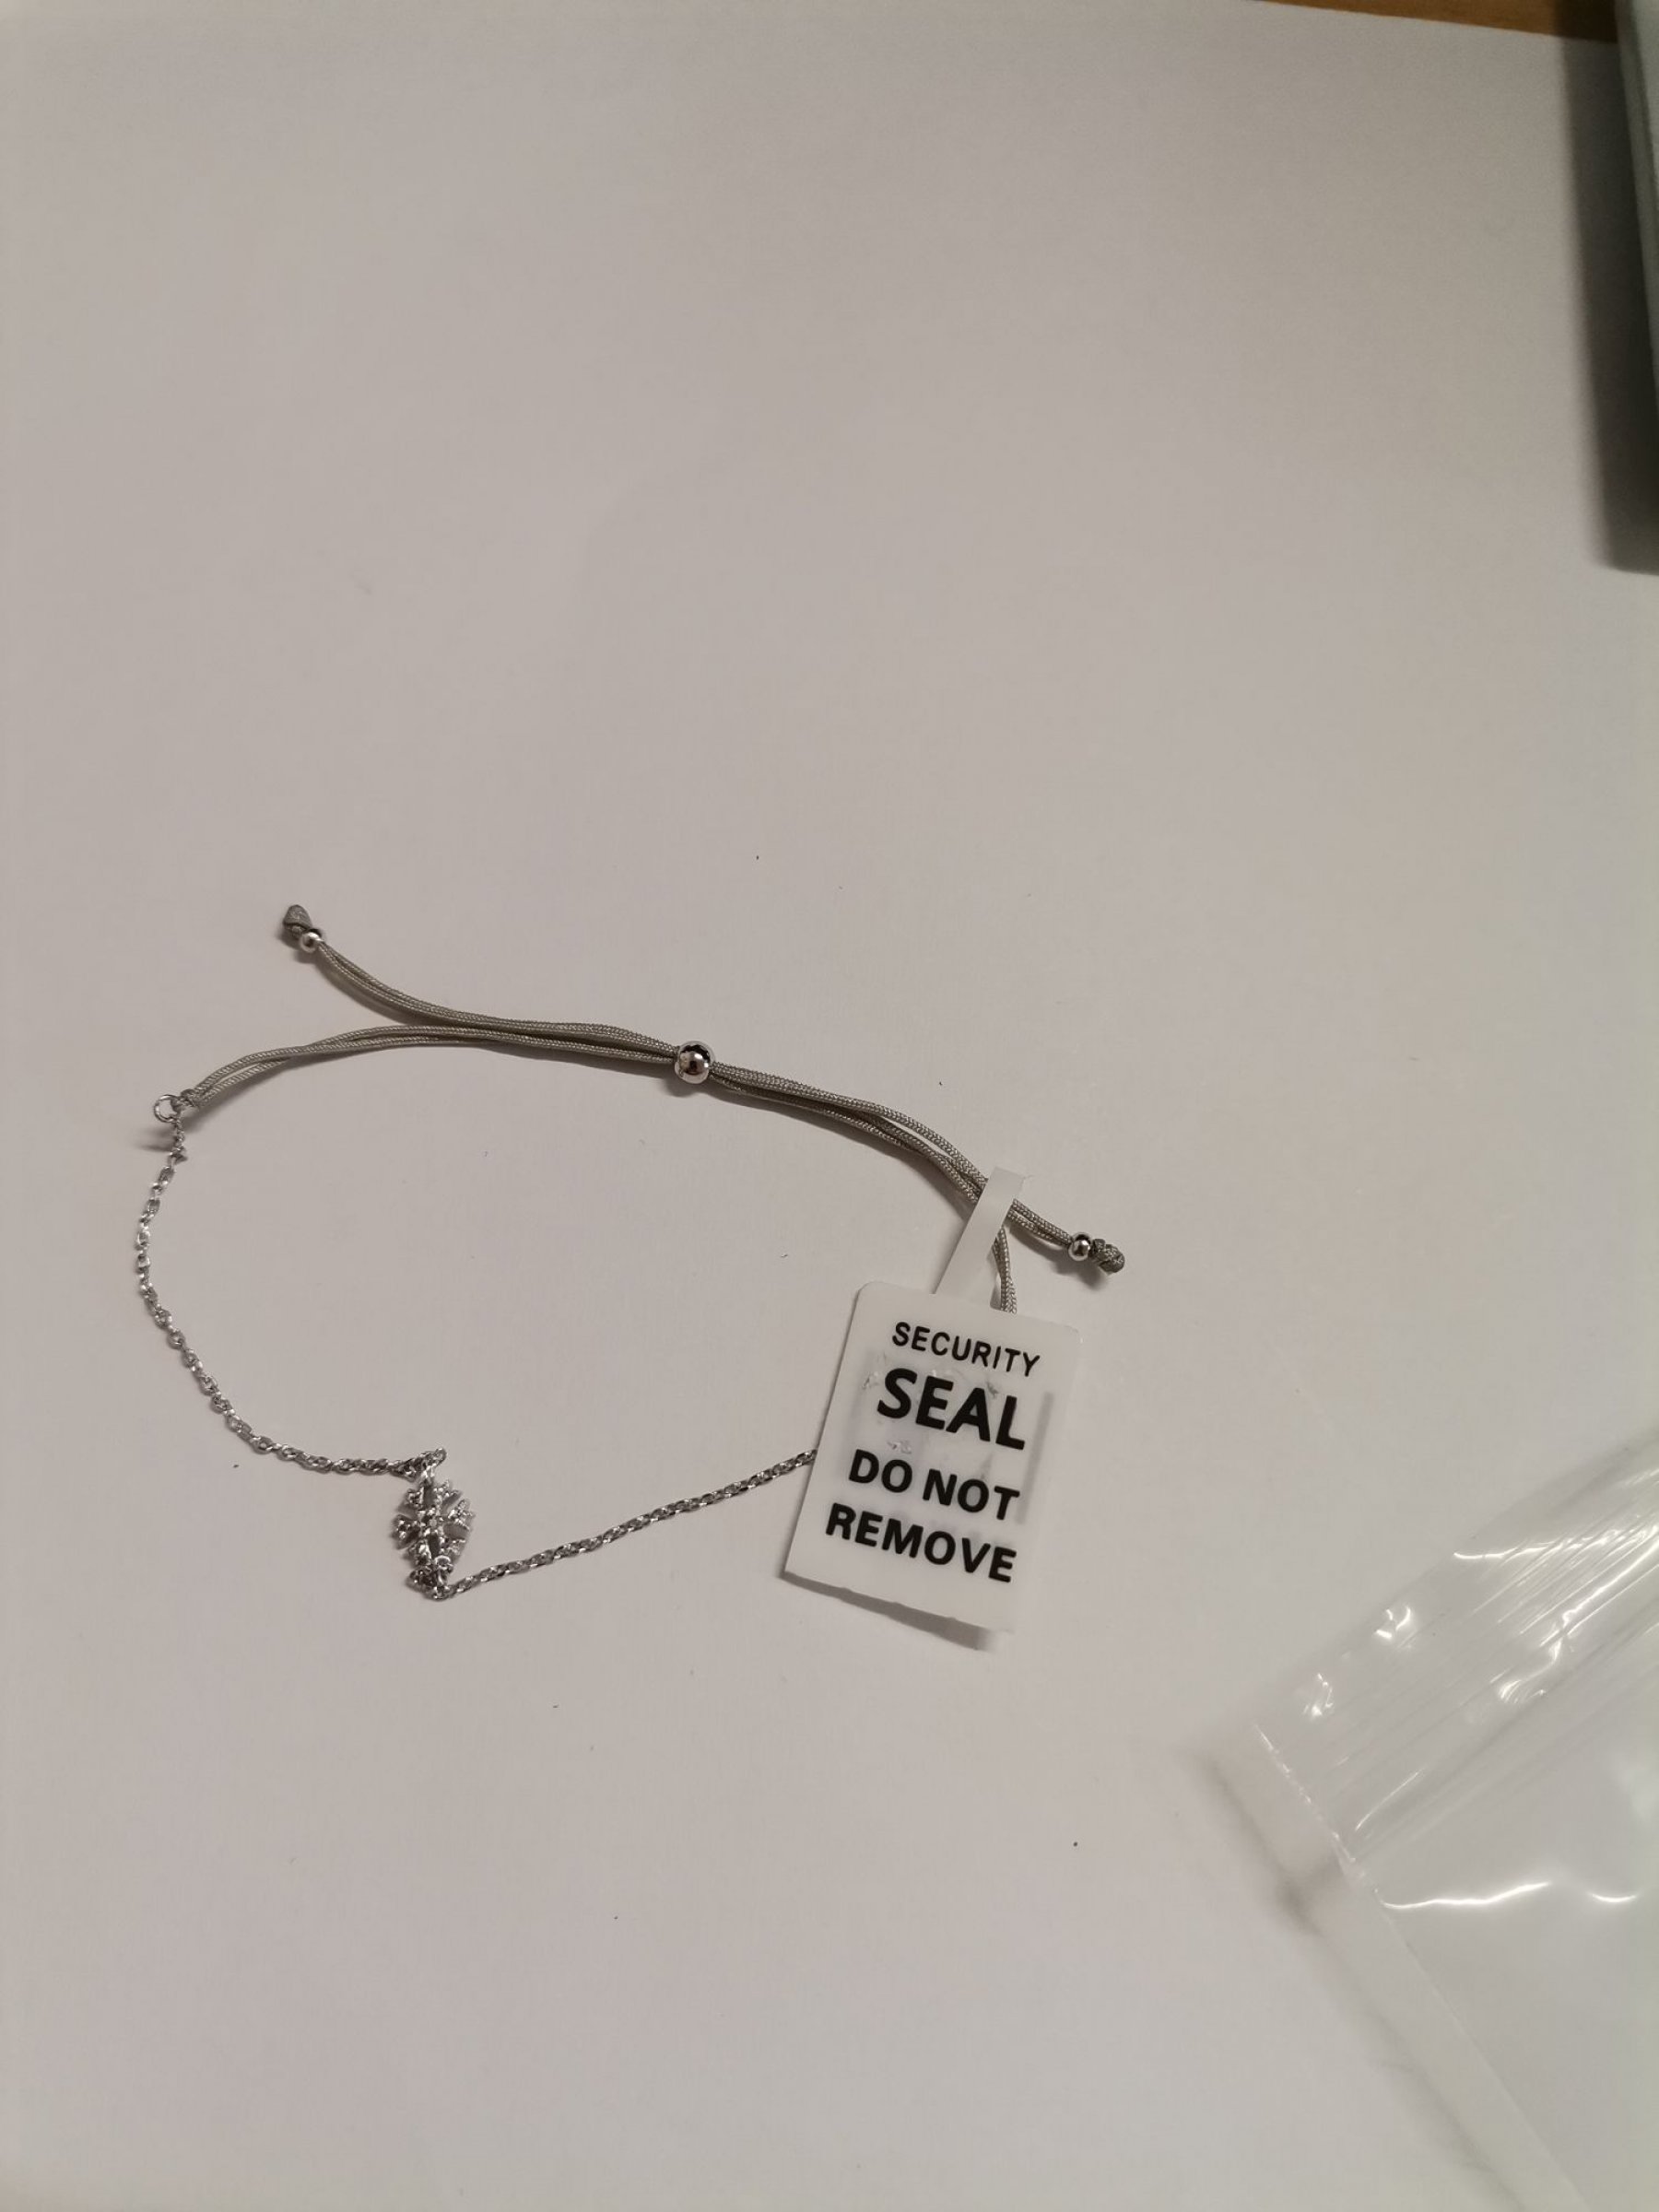 SECURITY
SEAL
DO NOT
REMOVE